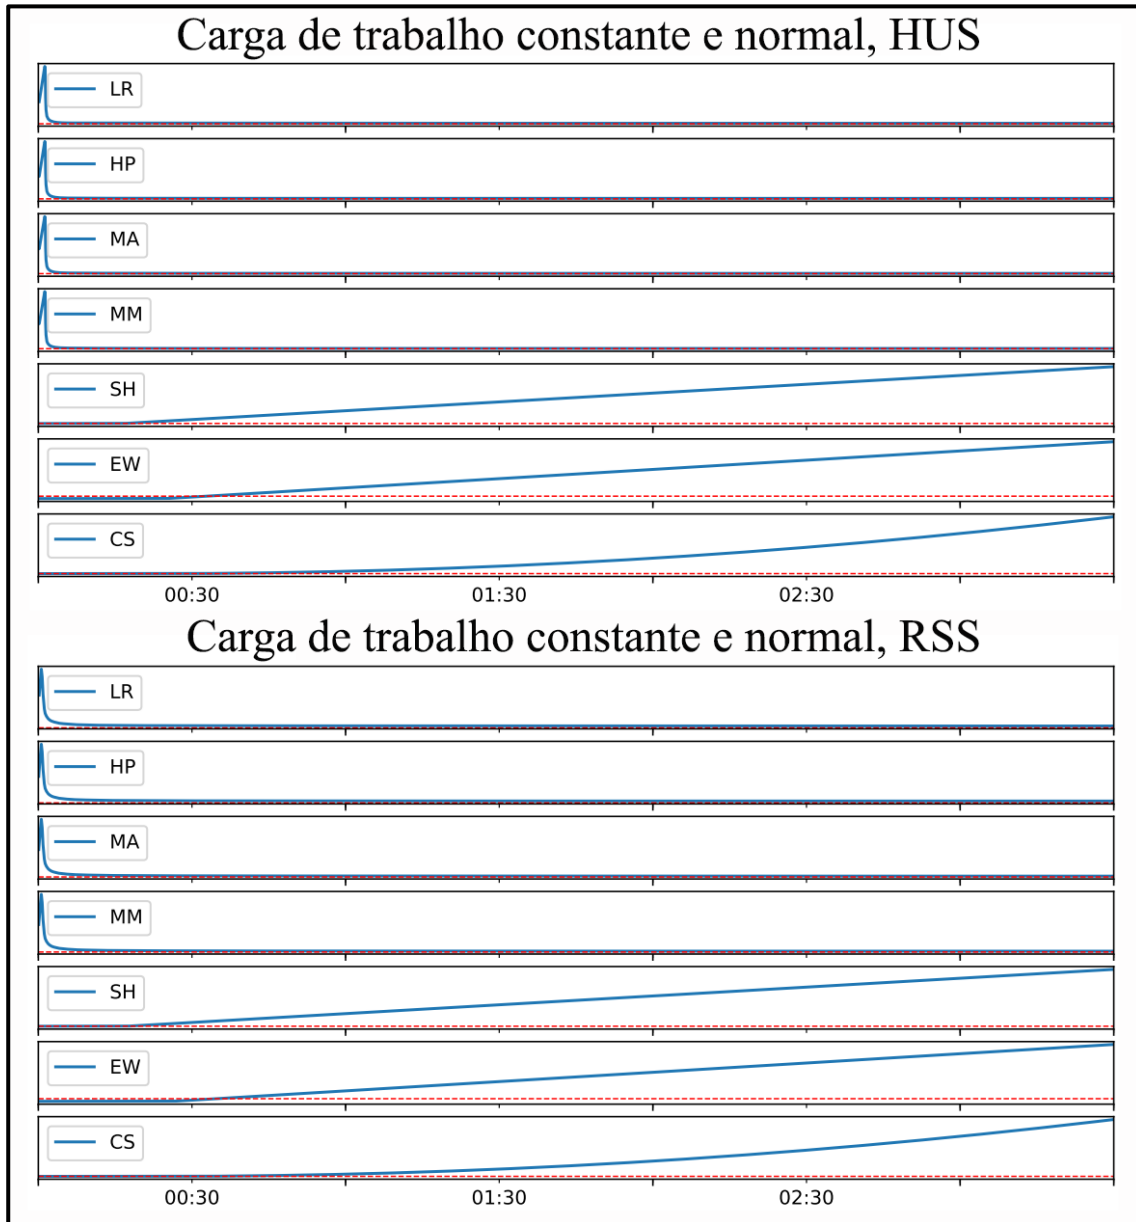 Carga de trabalho constante e normal, HUS
LR
HP
MA
MM
SH
EW
CS
00:30 01:30 02:30
Carga de trabalho constante e normal, RSS
LR
HP
MA
MM
SH
EW
CS
00:30 01:30 02:30